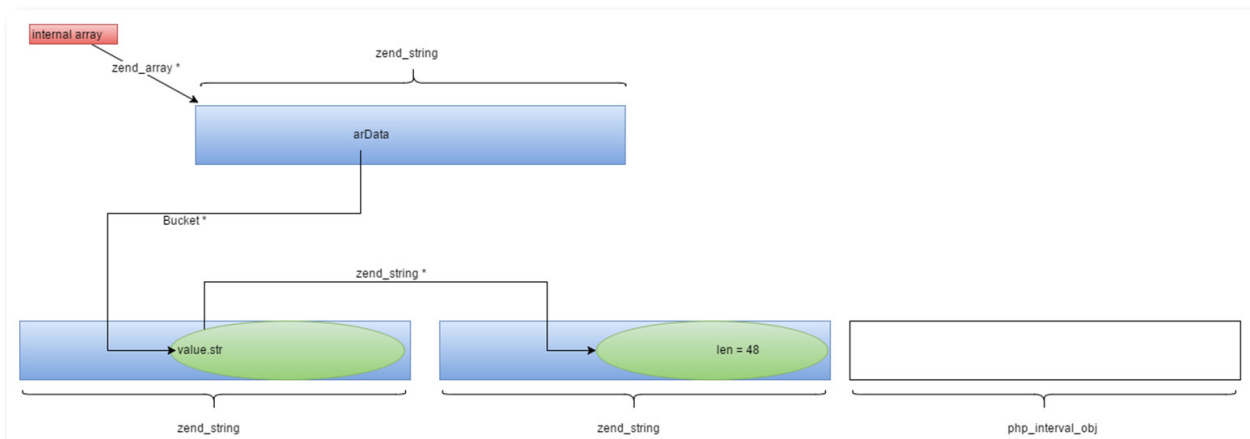 internal array
zend_array *
zend_string
arData
Bucket *
zend_string *
value.str
len = 48
zend_string
zend_string
php_interval_obj